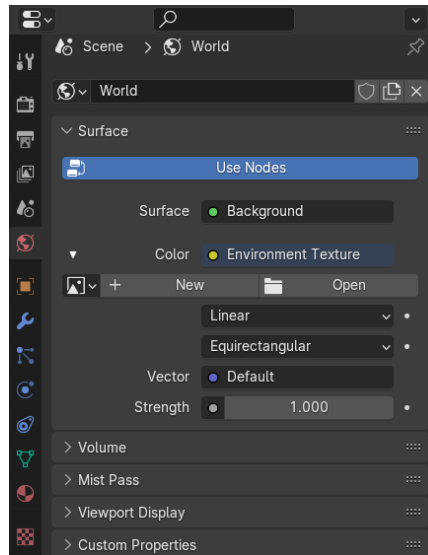 Scene > World
World
Surface
Use Nodes
Surface Background
Color Environment Texture
+ New Open
Linear
Equirectangular
Vector Default
Strength 1.000
> Volume
> Mist Pass
> Viewport Display
> Custom Properties